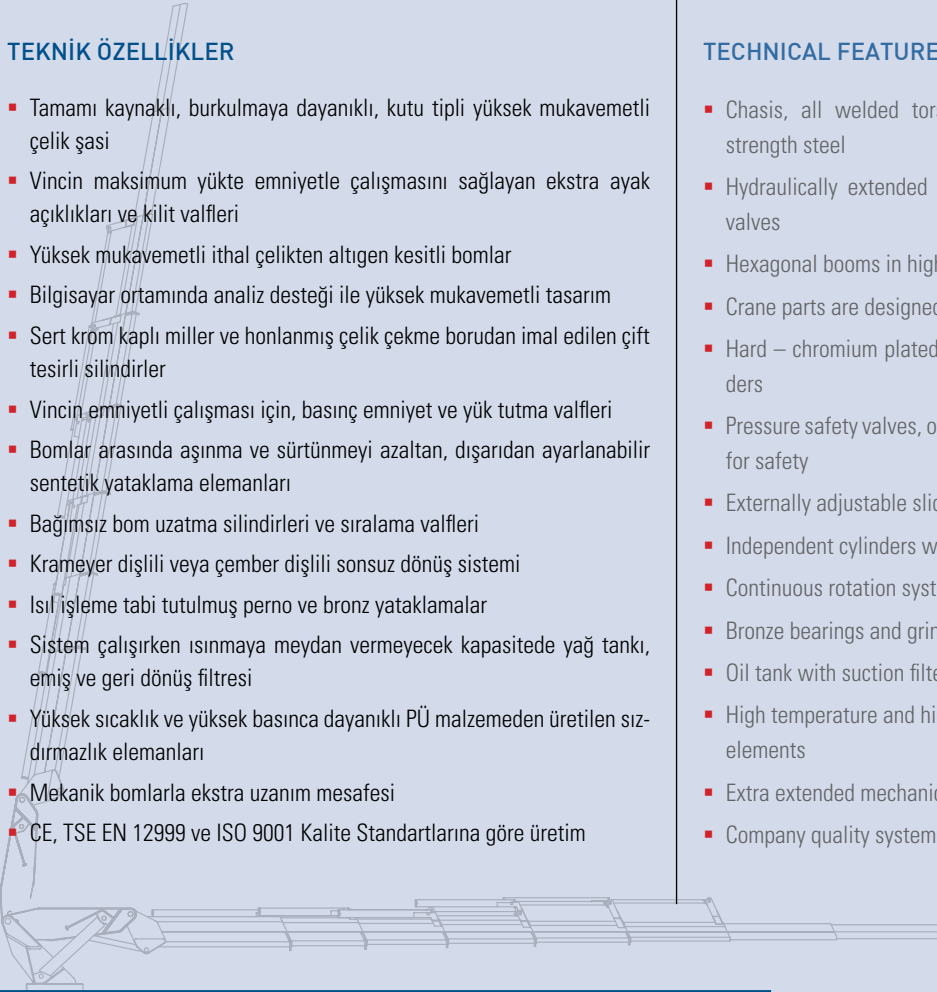 TEKNİK ÖZELLİKLER
Tamamı kaynaklı, burkulmaya dayanıklı, kutu tipli yüksek mukavemetli
çelik şasi
Vincin maksimum yükte emniyetle çalışmasını sağlayan ekstra ayak
açıklıkları ve kilit valfleri
Yüksek mukavemetli ithal çelikten altıgen kesitli bomlar
Bilgisayar ortamında analiz desteği ile yüksek mukavemetli tasarım
Sert krom kaplı miller ve honlanmış çelik çekme borudan imal edilen çift
tesirli silindirler
Vincin emniyetli çalışması için, basınç emniyet ve yük tutma valfleri
Bomlar arasında aşınma ve sürtünmeyi azaltan, dışarıdan ayarlanabilir
sentetik yataklama elemanları
Bağımsız bom uzatma silindirleri ve sıralama valfleri
Krameyer dişlili veya çember dişlili sonsuz dönüş sistemi
Isıl işleme tabi tutulmuş perno ve bronz yataklamalar
Sistem çalışırken ısınmaya meydan vermeyecek kapasitede yağ tankı,
emiş ve geri dönüş filtresi
Yüksek sıcaklık ve yüksek basınca dayanıklı PÜ malzemeden üretilen sız-
dırmazlık elemanları
Mekanik bomlarla ekstra uzanım mesafesi
CE, TSE EN 12999 ve ISO 9001 Kalite Standartlarına göre üretim
TECHNICAL FEATURE
Chasis, all welded
strength steel
Hydraulically extended
valves
Hexagonal booms in
Crane parts are designed
Hard – chromium plated
ders
Pressure safety valves,
for safety
Externally adjustable
Independent cylinders
Continuous rotation
Bronze bearings and
Oil tank with suction
High temperature and
elements
Extra extended
Company quality system